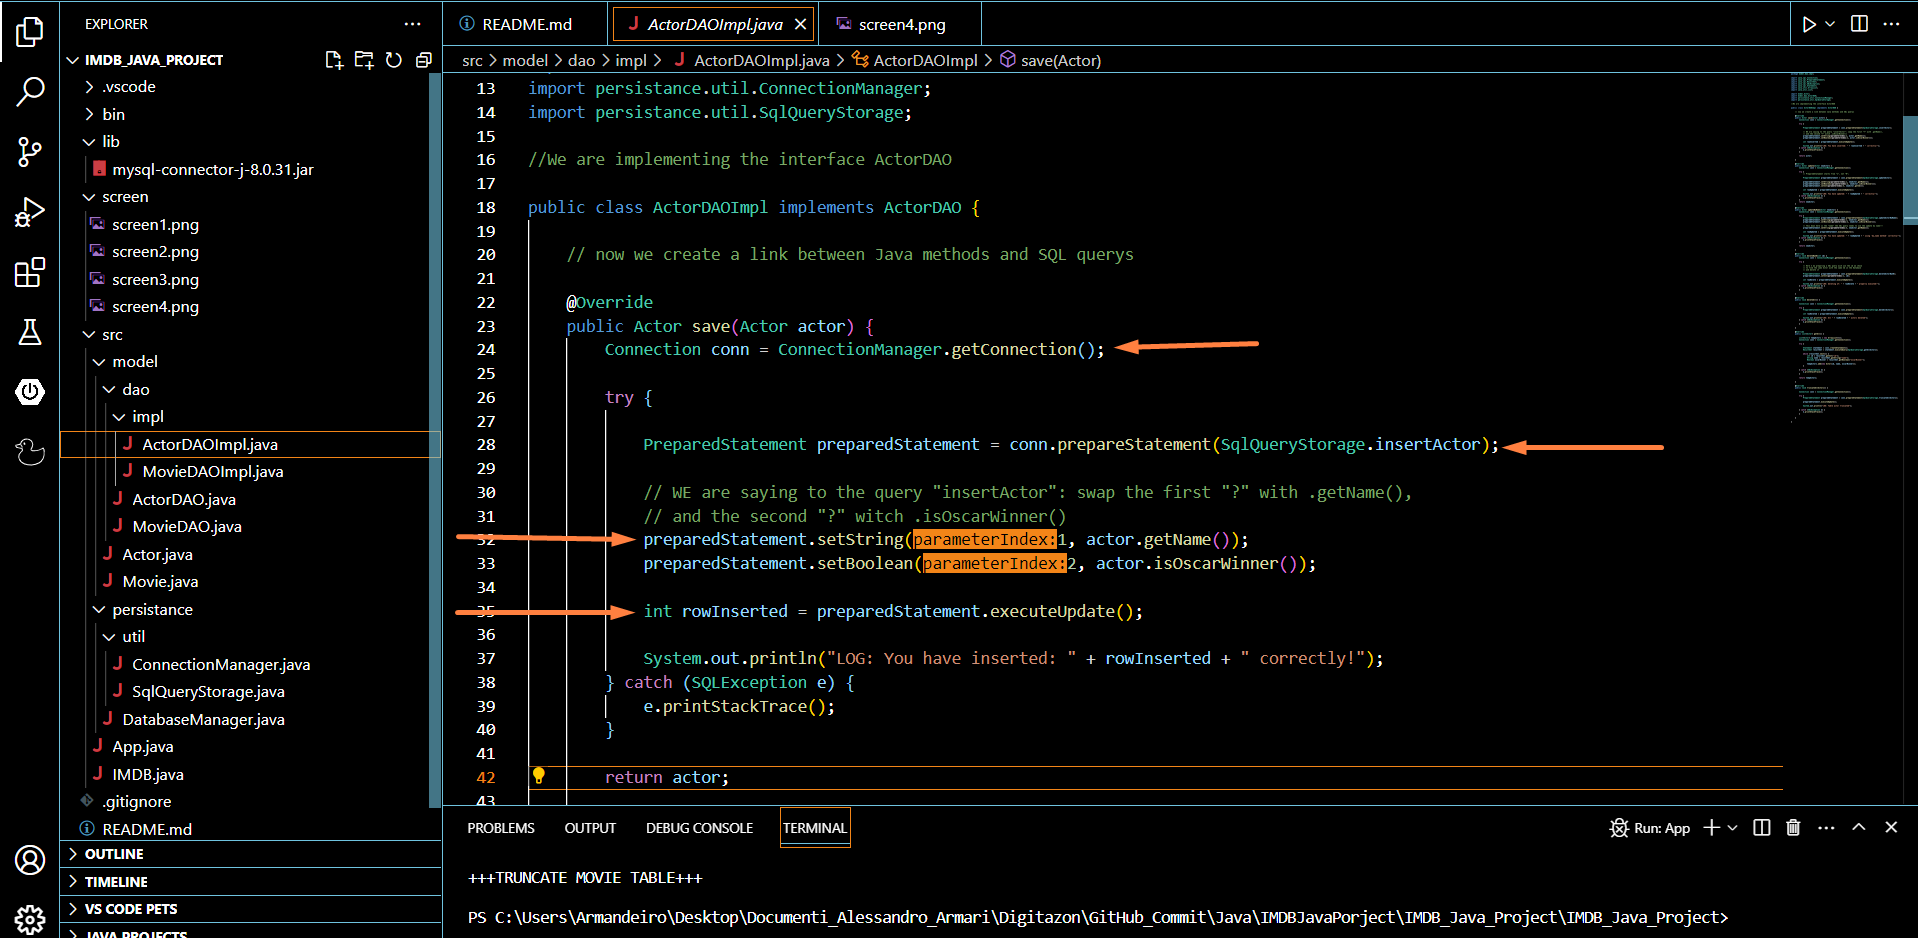 EXPLORER
IMDB_JAVA_PROJECT
.vscode
bin
lib
mysql-connector-j-8.0.31.jar
screen
screen1.png
screen2.png
screen3.png
screen4.png
src
model
dao
impl
ActorDAOImpl.java
MovieDAOImpl.java
ActorDAO.java
MovieDAO.java
Actor.java
Movie.java
persistance
util
ConnectionManager.java
SqlQueryStorage.java
DatabaseManager.java
App.java
IMDB.java
.gitignore
README.md
OUTLINE
TIMELINE
VS CODE PETS
JAVA PROJECTS
README.md ActorDAOImpl.java screen4.png
src > model > dao > impl > ActorDAOImpl.java > ActorDAOImpl > save(Actor)
13 import persistance.util.ConnectionManager;
14 import persistance.util.SqlQueryStorage;
15
16 //We are implementing the interface ActorDAO
17
18 public class ActorDAOImpl implements ActorDAO {
19
20 // now we create a link between Java methods and SQL querys
21
22 @Override
23 public Actor save(Actor actor) {
24 Connection conn = ConnectionManager.getConnection();
25
26 try {
27
28 PreparedStatement preparedStatement = conn.prepareStatement(SqlQueryStorage.insertActor);
29
30 // WE are saying to the query "insertActor": swap the first "?" with .getName(),
31 // and the second "?" witch .isOscarWinner()
32 preparedStatement.setString(parameterIndex:1, actor.getName());
33 preparedStatement.setBoolean(parameterIndex:2, actor.isOscarWinner());
34
35 int rowInserted = preparedStatement.executeUpdate();
36
37 System.out.println("LOG: You have inserted: " + rowInserted + " correctly!");
38 } catch (SQLException e) {
39 e.printStackTrace();
40 }
41
42 return actor;
43
PROBLEMS OUTPUT DEBUG CONSOLE TERMINAL Run: App
+++TRUNCATE MOVIE TABLE+++
PS C:\Users\Armandeiro\Desktop\Documenti_Alessandro_Armari\Digitazon\GitHub_Commit\Java\IMDBJavaPorject\IMDB_Java_Project\IMDB_Java_Project>